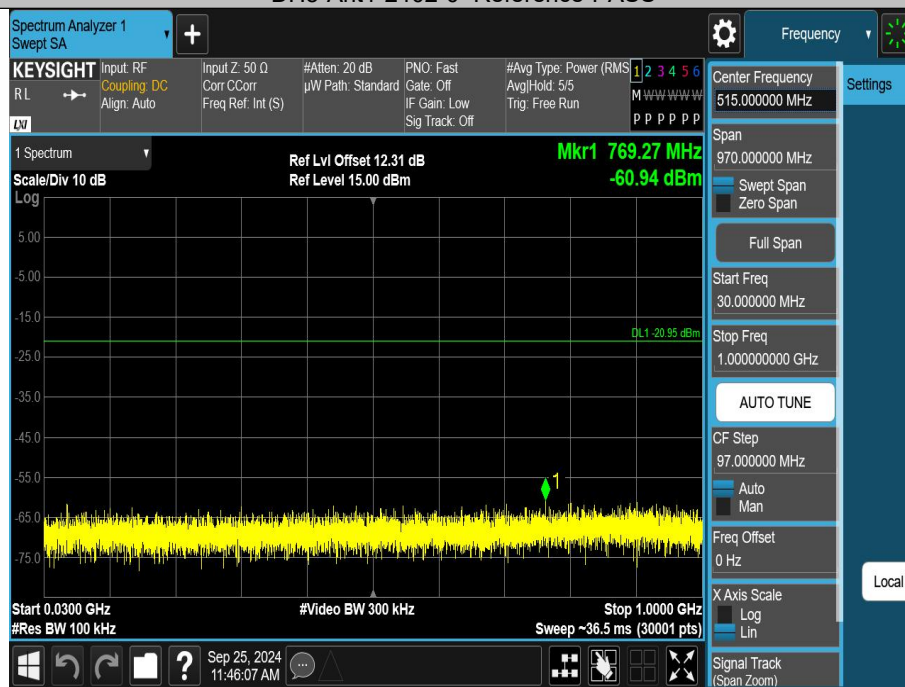 Spectrum Analyzer 1
Swept SA
Frequency
KEYSIGHT
RL
LXI
Input: RF
Coupling: DC
Align: Auto
Input Z: 50 Ω
Corr CCorr
Freq Ref: Int (S)
#Atten: 20 dB
µW Path: Standard
PNO: Fast
Gate: Off
IF Gain: Low
Sig Track: Off
#Avg Type: Power (RMS
Avg|Hold: 5/5
Trig: Free Run
1 2 3 4 5 6
M W W W W W
P P P P P P
1 Spectrum
Scale/Div 10 dB
Ref Lvl Offset 12.31 dB
Ref Level 15.00 dBm
Mkr1 769.27 MHz
-60.94 dBm
Log
5.00
-5.00
-15.0
DL1 -20.95 dBm
-25.0
-35.0
-45.0
-55.0
1
-65.0
-75.0
Start 0.0300 GHz
#Res BW 100 kHz
#Video BW 300 kHz
Stop 1.0000 GHz
Sweep ~36.5 ms (30001 pts)
Sep 25, 2024
11:46:07 AM
Center Frequency
515.000000 MHz
Settings
Span
970.000000 MHz
Swept Span
Zero Span
Full Span
Start Freq
30.000000 MHz
Stop Freq
1.000000000 GHz
AUTO TUNE
CF Step
97.000000 MHz
Auto
Man
Freq Offset
0 Hz
Local
X Axis Scale
Log
Lin
Signal Track
(Span Zoom)